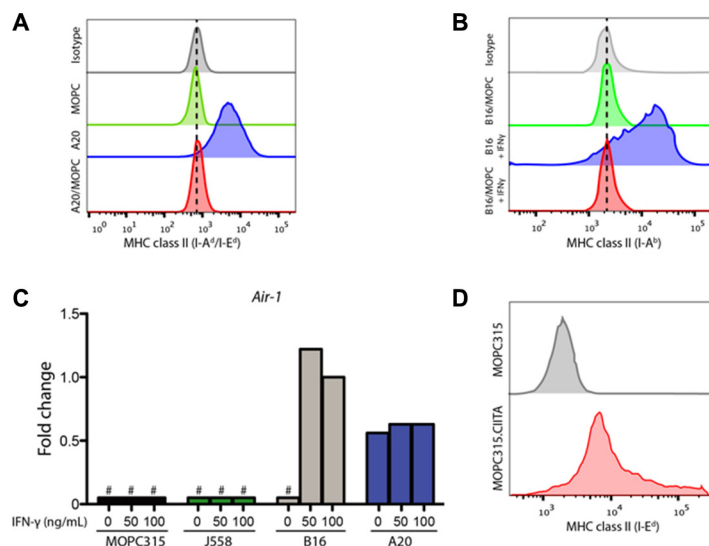 A
Isotype
MOPC
A20
A20/MOPC
10⁰ 10¹ 10² 10³ 10⁴ 10⁵
MHC class II (I-Aᵈ/I-Eᵈ)
B
Isotype
B16/MOPC
B16
+ IFNγ
B16/MOPC
+ IFNγ
10² 10³ 10⁴ 10⁵
MHC class II (I-Aᵇ)
C
Air-1
Fold change
1.5
1.0
0.5
0
# # # # # # #
IFN-γ (ng/mL) 0 50 100 0 50 100 0 50 100 0 50 100
MOPC315 J558 B16 A20
D
MOPC315
MOPC315.CIITA
10³ 10⁴ 10⁵
MHC class II (I-Eᵈ)